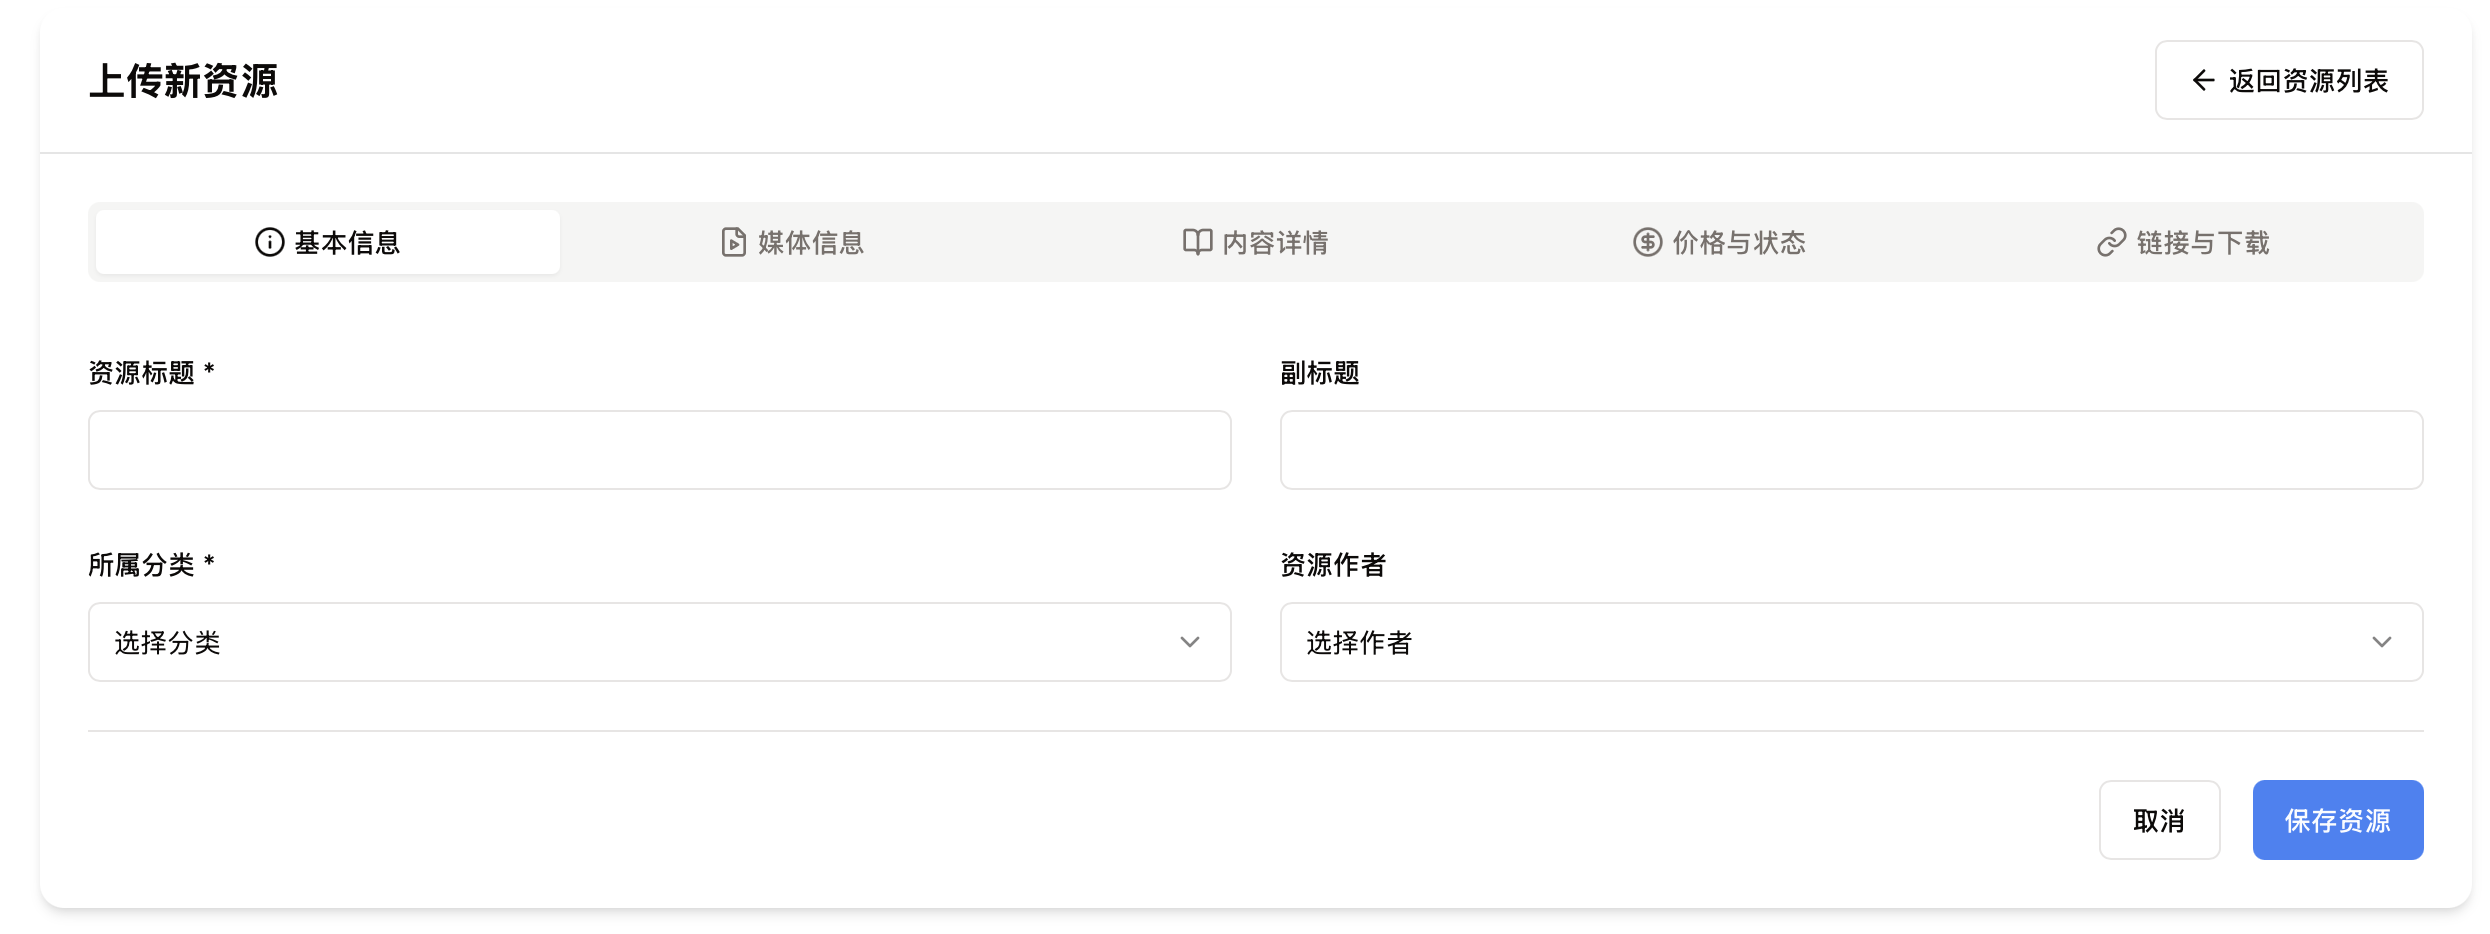 上传新资源
返回资源列表
基本信息
媒体信息
内容详情
价格与状态
链接与下载
资源标题 *
副标题
所属分类 *
资源作者
选择分类
选择作者
取消
保存资源